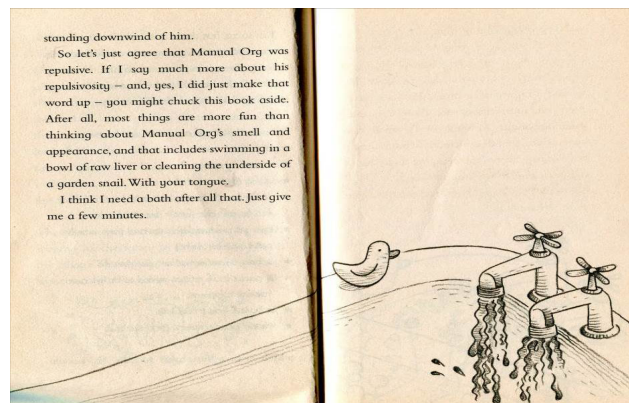 standing downwind of him.
So let's just agree that Manual Org was
repulsive. If I say much more about his
repulsivosity – and, yes, I did just make that
word up – you might chuck this book aside.
After all, most things are more fun than
thinking about Manual Org's smell and
appearance, and that includes swimming in a
bowl of raw liver or cleaning the underside of
a garden snail. With your tongue.
I think I need a bath after all that. Just give
me a few minutes.